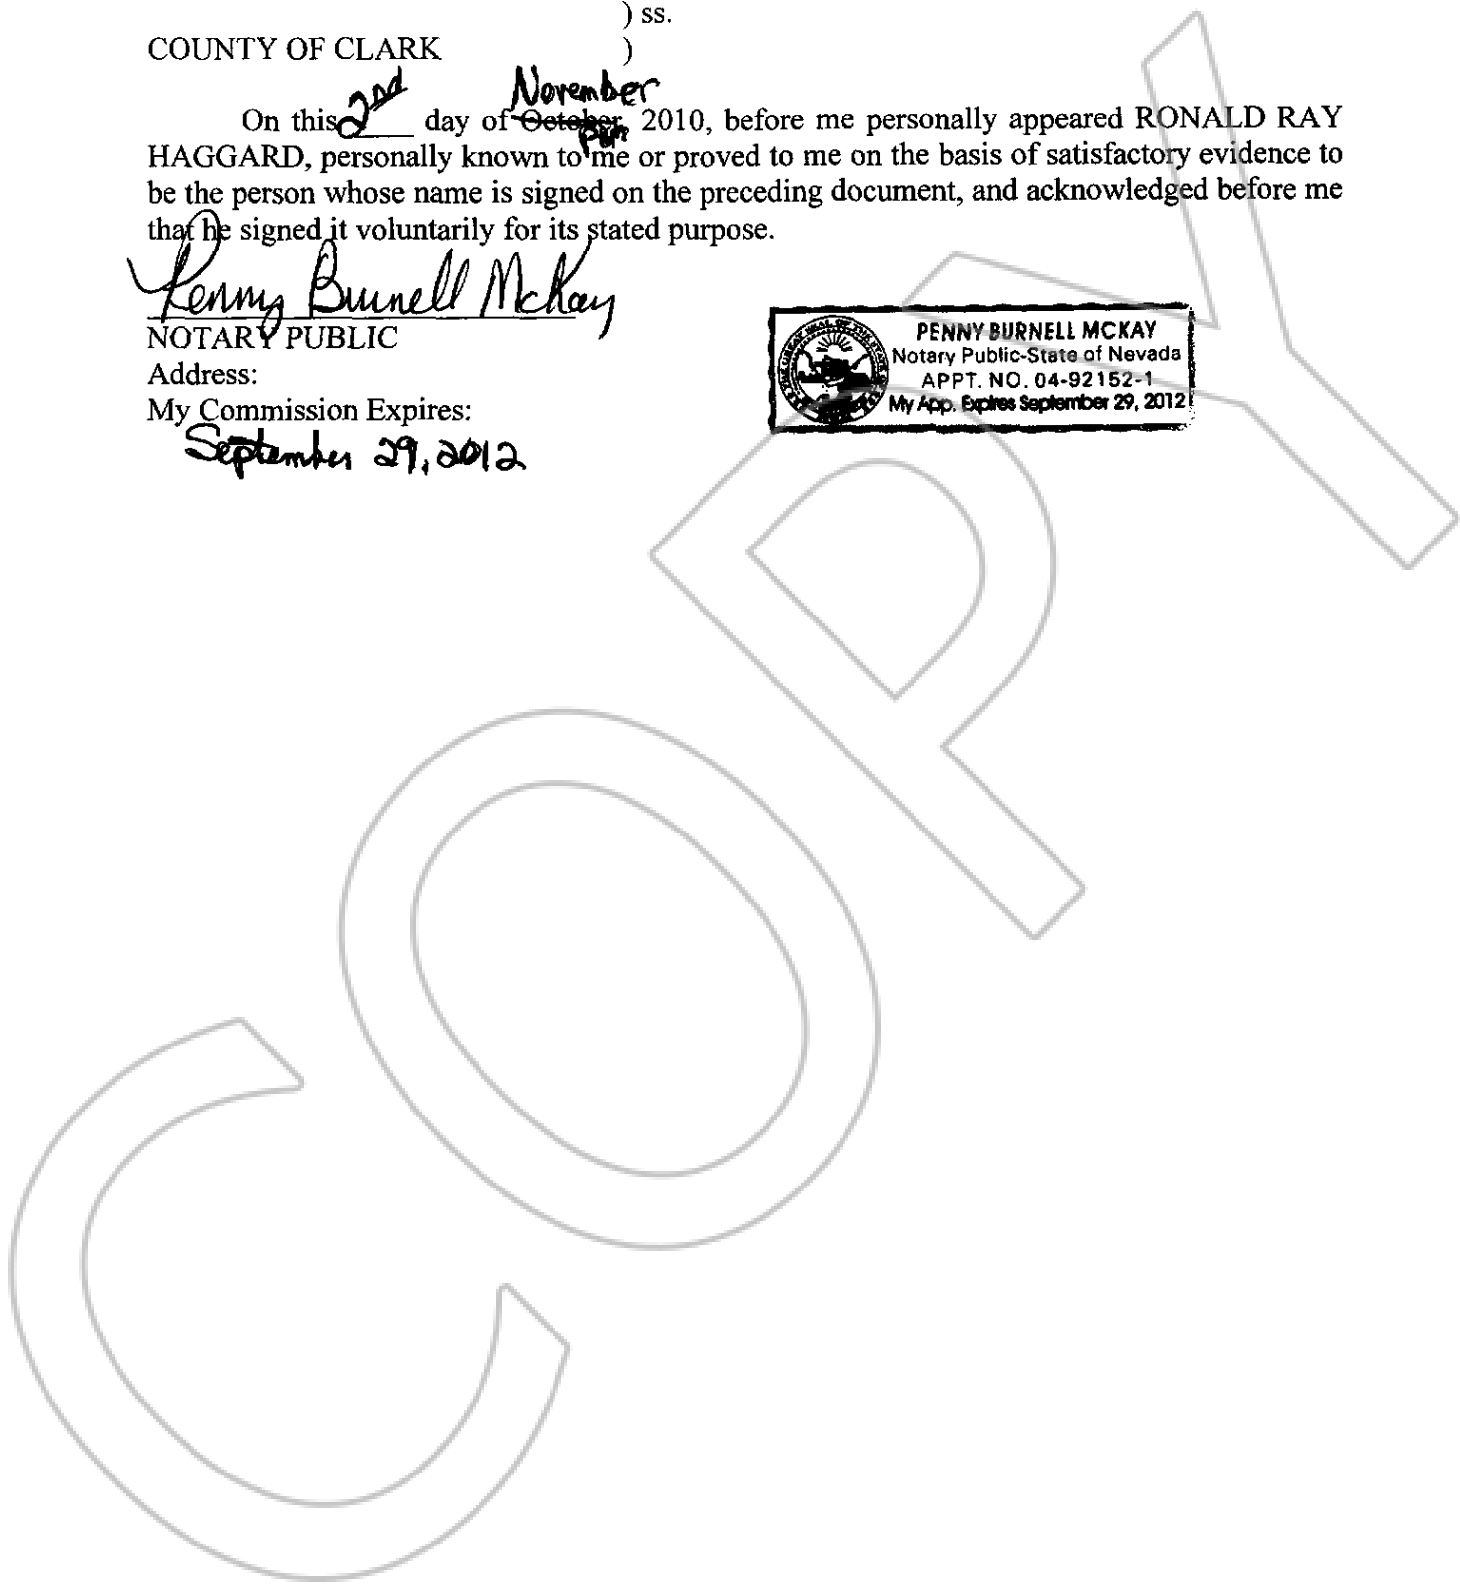 ) ss.
COUNTY OF CLARK )
November
On this 2nd day of October, 2010, before me personally appeared RONALD RAY
HAGGARD, personally known to me or proved to me on the basis of satisfactory evidence to
be the person whose name is signed on the preceding document, and acknowledged before me
that he signed it voluntarily for its stated purpose.
Penny Burnell McKay
NOTARY PUBLIC
Address:
My Commission Expires:
September 29, 2012
PENNY BURNELL MCKAY
Notary Public-State of Nevada
APPT. NO. 04-92152-1
My App. Expires September 29, 2012
COPY